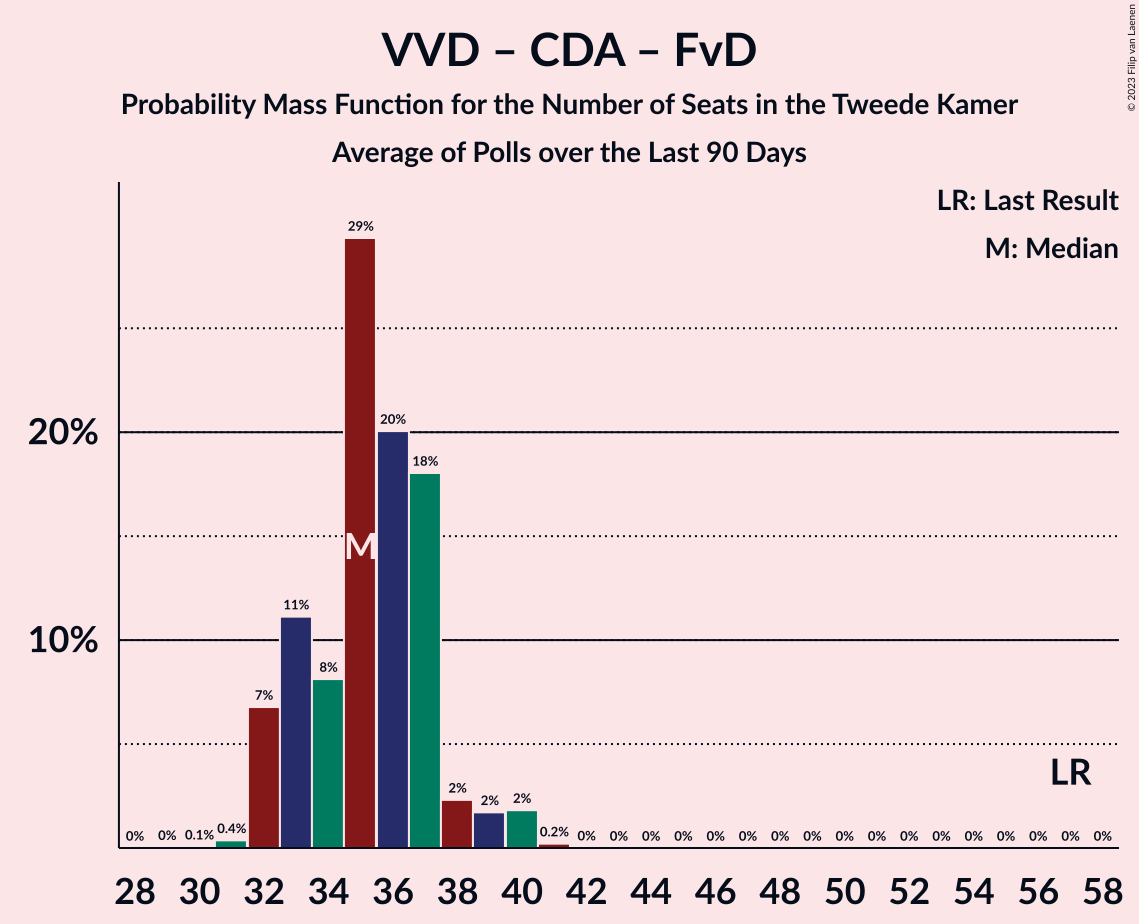 VVD – CDA – FvD
Probability Mass Function for the Number of Seats in the Tweede Kamer
Average of Polls over the Last 90 Days
© 2023 Filip van Laenen
LR: Last Result
M: Median
29%
20% 20%
18%
M
11%
10%
8%
7%
LR
2% 2% 2%
0% 0% 0.1% 0.4% 0.2% 0% 0% 0% 0% 0% 0% 0% 0% 0% 0% 0% 0% 0% 0% 0% 0% 0%
28 30 32 34 36 38 40 42 44 46 48 50 52 54 56 58